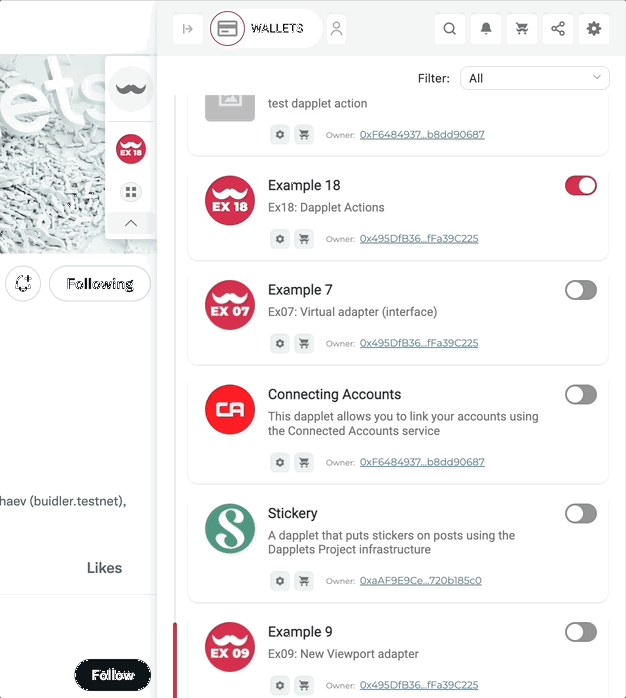 WALLETS
Filter:
All
test dapplet action
Owner: 0xF6484937...b8dd90687
Example 18
Ex18: Dapplet Actions
Owner: 0x495DfB36...fFa39C225
EX 18
Example 7
Ex07: Virtual adapter (interface)
Owner: 0x495DfB36...fFa39C225
EX 07
Connecting Accounts
This dapplet allows you to link your accounts using
the Connected Accounts service
Owner: 0xF6484937...b8dd90687
CA
Stickery
A dapplet that puts stickers on posts using the
Dapplets Project infrastructure
Owner: 0xaAF9E9Ce...720b185c0
S
Example 9
Ex09: New Viewport adapter
Owner: 0x495DfB36...fFa39C225
EX 09
ets
EX 18
Following
haev (buidler.testnet),
Likes
Follow